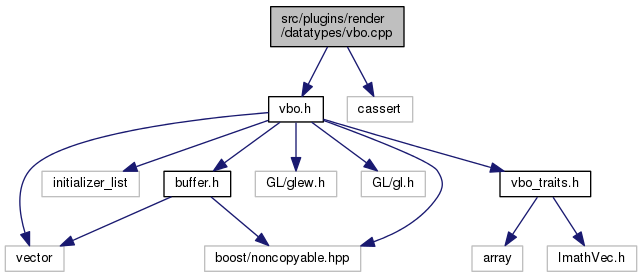 src/plugins/render
/datatypes/vbo.cpp
vbo.h
cassert
initializer_list
buffer.h
GL/glew.h
GL/gl.h
vbo_traits.h
vector
boost/noncopyable.hpp
array
ImathVec.h